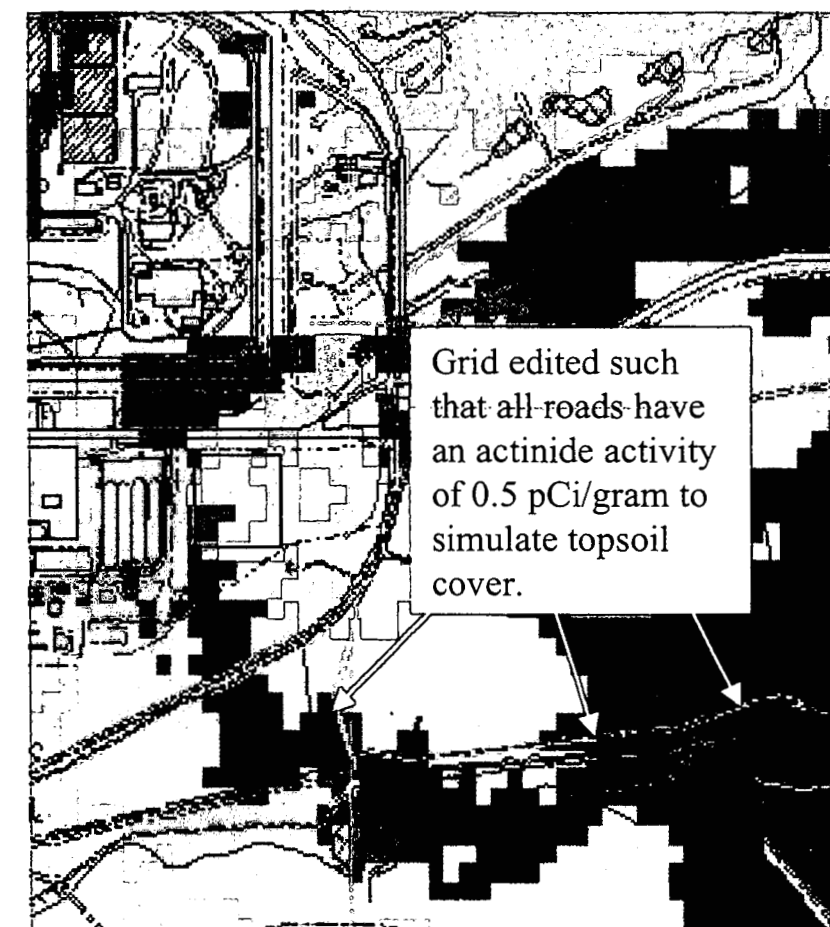 Grid edited such
that all roads have
an actinide activity
of 0.5 pCi/gram to
simulate topsoil
cover.